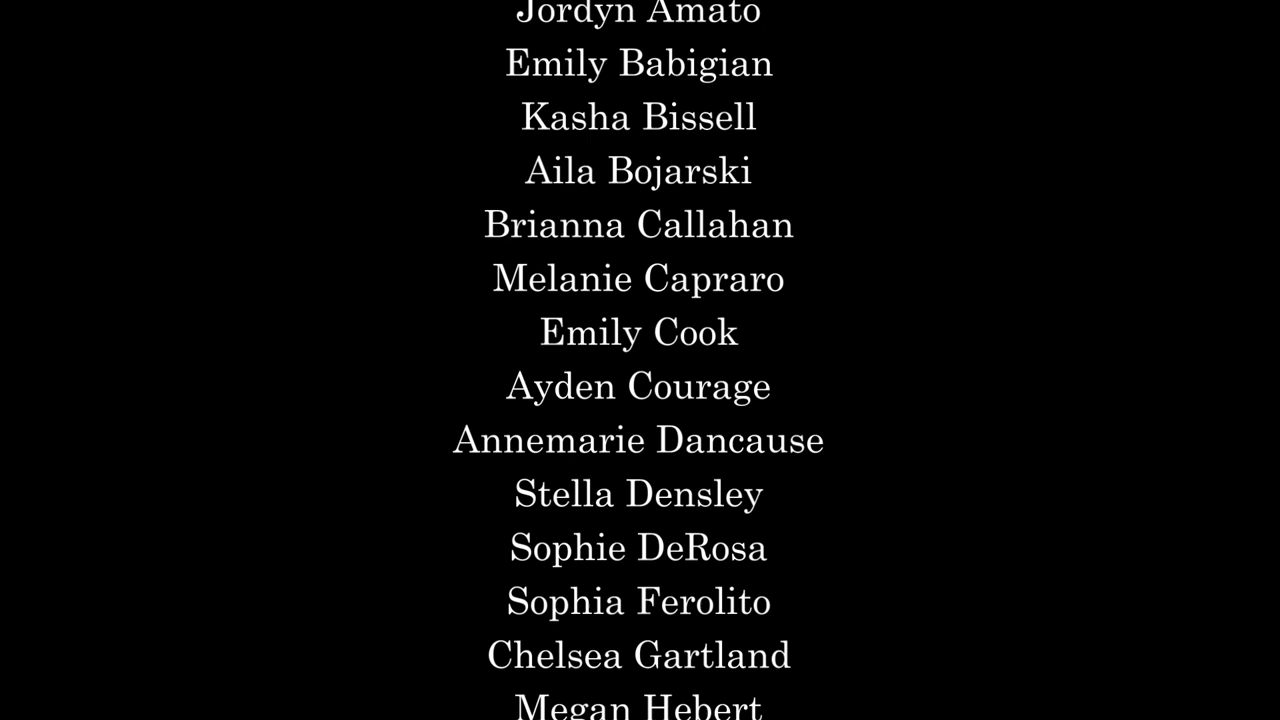 Jordyn Amato
Emily Babigian
Kasha Bissell
Aila Bojarski
Brianna Callahan
Melanie Capraro
Emily Cook
Ayden Courage
Annemarie Dancause
Stella Densley
Sophie DeRosa
Sophia Ferolito
Chelsea Gartland
Megan Hebert